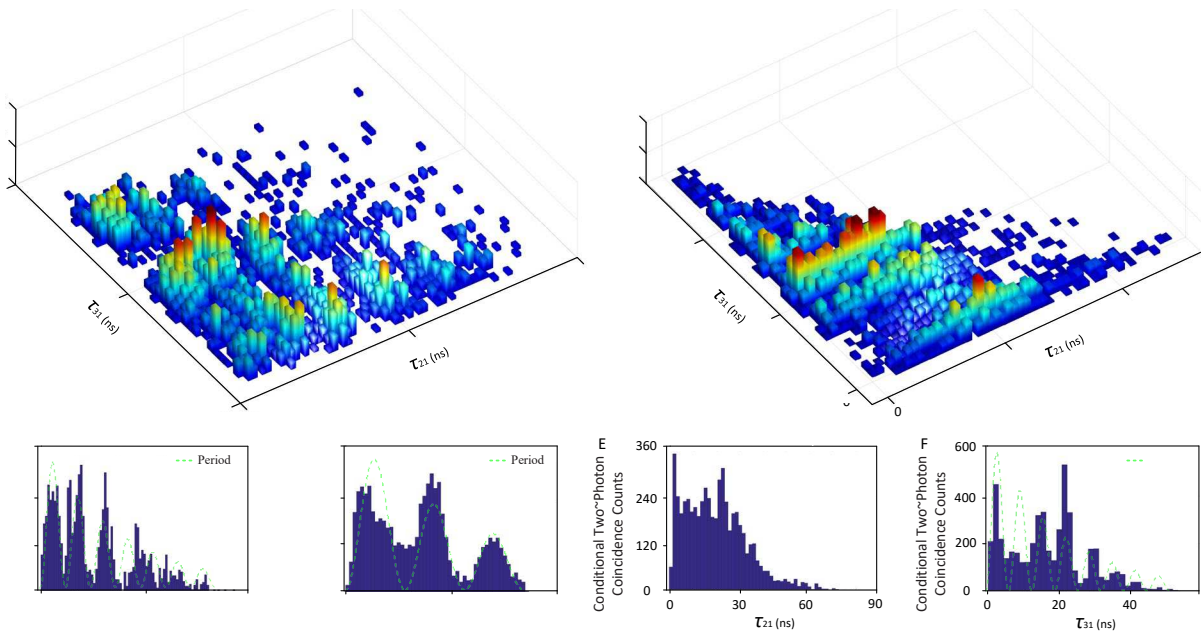 τ31 (ns)
τ21 (ns)
τ31 (ns)
τ21 (ns)
0
Period
Period
E
Conditional Two~Photon
Coincidence Counts
360
240
120
0
0
30
60
90
τ21 (ns)
F
Conditional Two~Photon
Coincidence Counts
600
400
200
0
0
20
40
τ31 (ns)